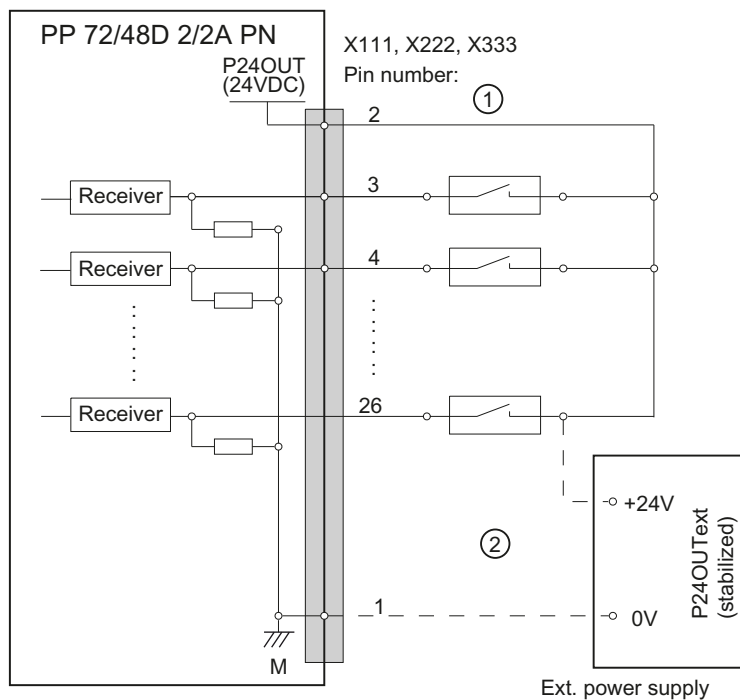 PP 72/48D 2/2A PN
P24OUT
(24VDC)
X111, X222, X333
Pin number:
1
2
Receiver
3
Receiver
4
Receiver
26
2
+24V
0V
P24OUText
(stabilized)
1
M
Ext. power supply